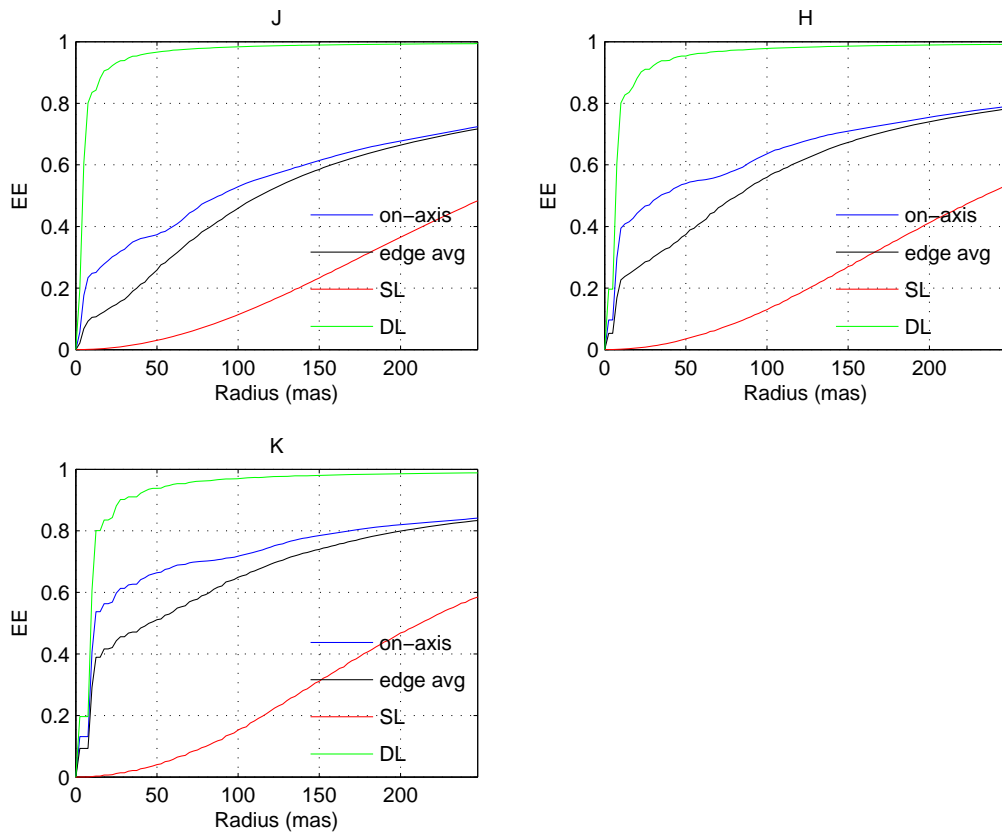 J
1
0.8
0.6
0.4
0.2
0
EE
on-axis
edge avg
SL
DL
0 50 100 150 200
Radius (mas)
H
1
0.8
0.6
0.4
0.2
0
EE
on-axis
edge avg
SL
DL
0 50 100 150 200
Radius (mas)
K
1
0.8
0.6
0.4
0.2
0
EE
on-axis
edge avg
SL
DL
0 50 100 150 200
Radius (mas)